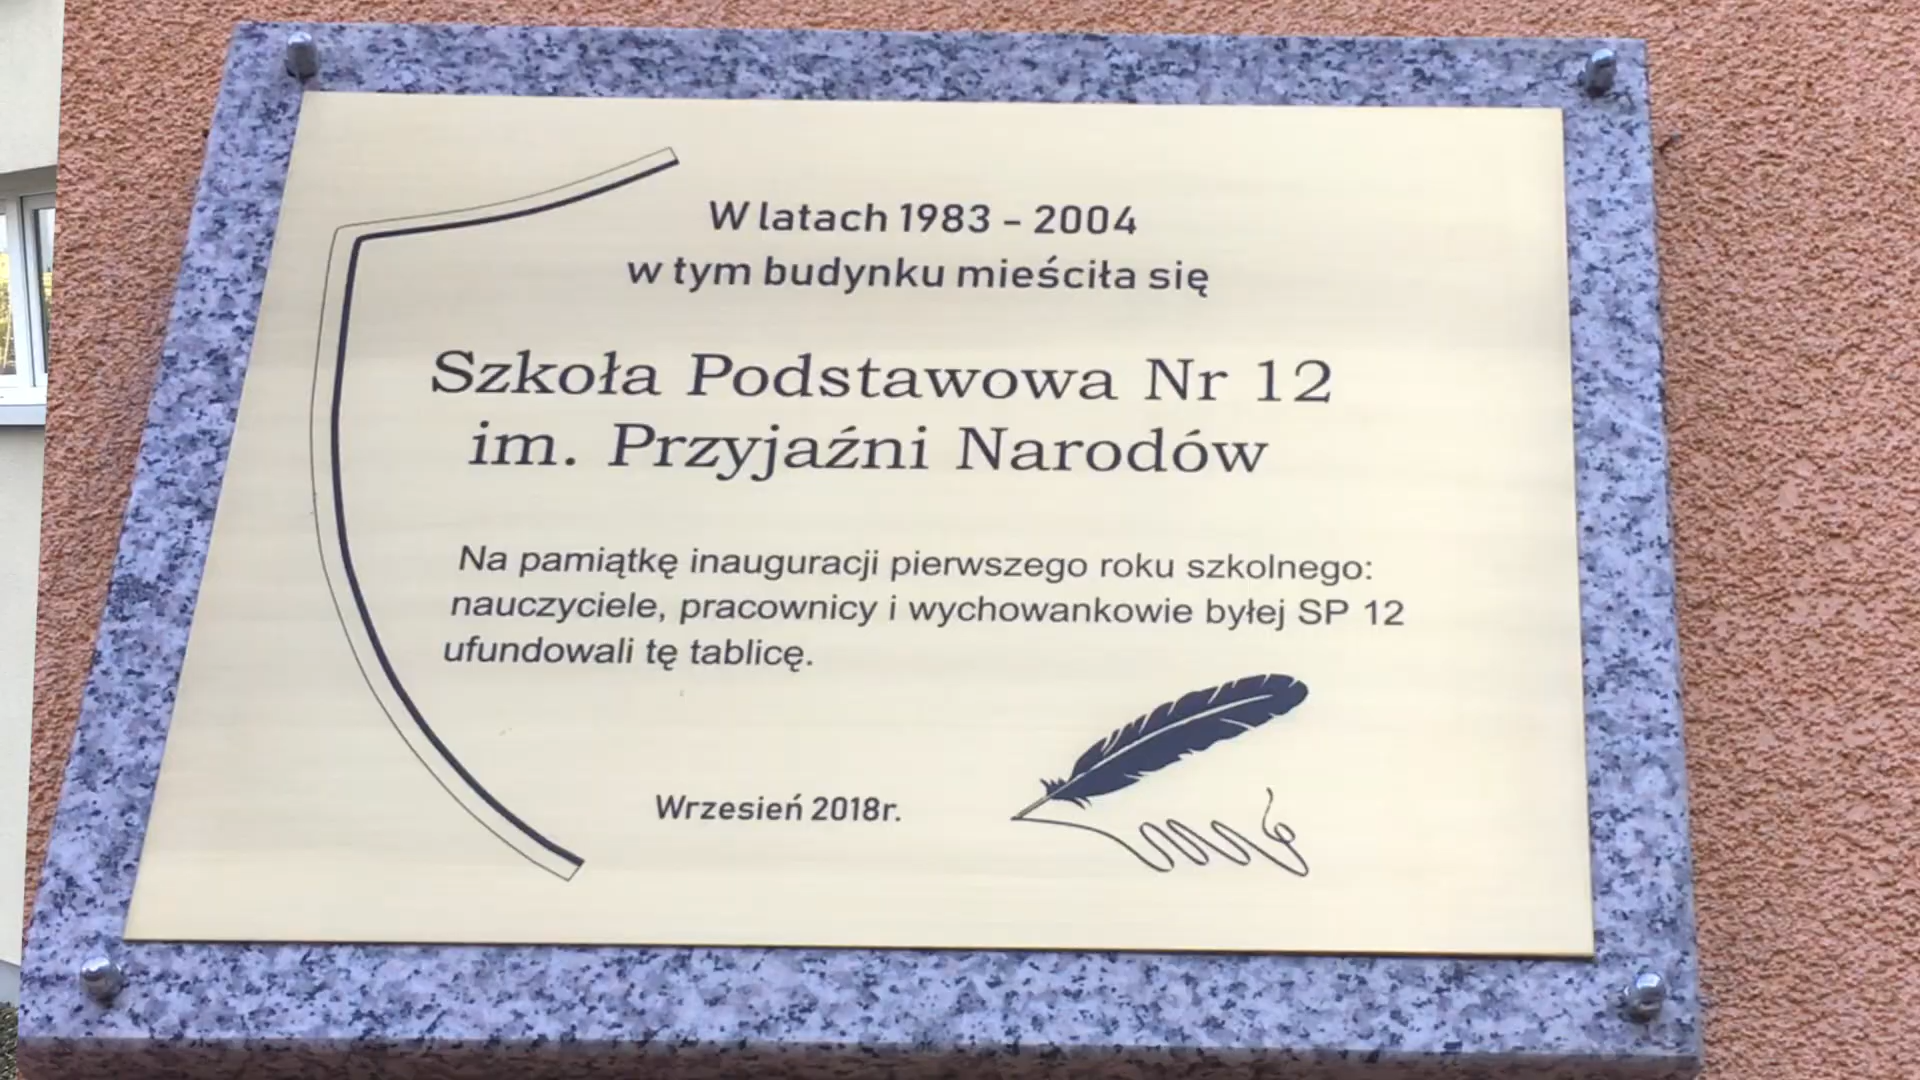 W latach 1983 - 2004
w tym budynku mieściła się
Szkoła Podstawowa Nr 12
im. Przyjaźni Narodów
Na pamiątkę inauguracji pierwszego roku szkolnego:
nauczyciele, pracownicy i wychowankowie byłej SP 12
ufundowali tę tablicę.
Wrzesień 2018r.